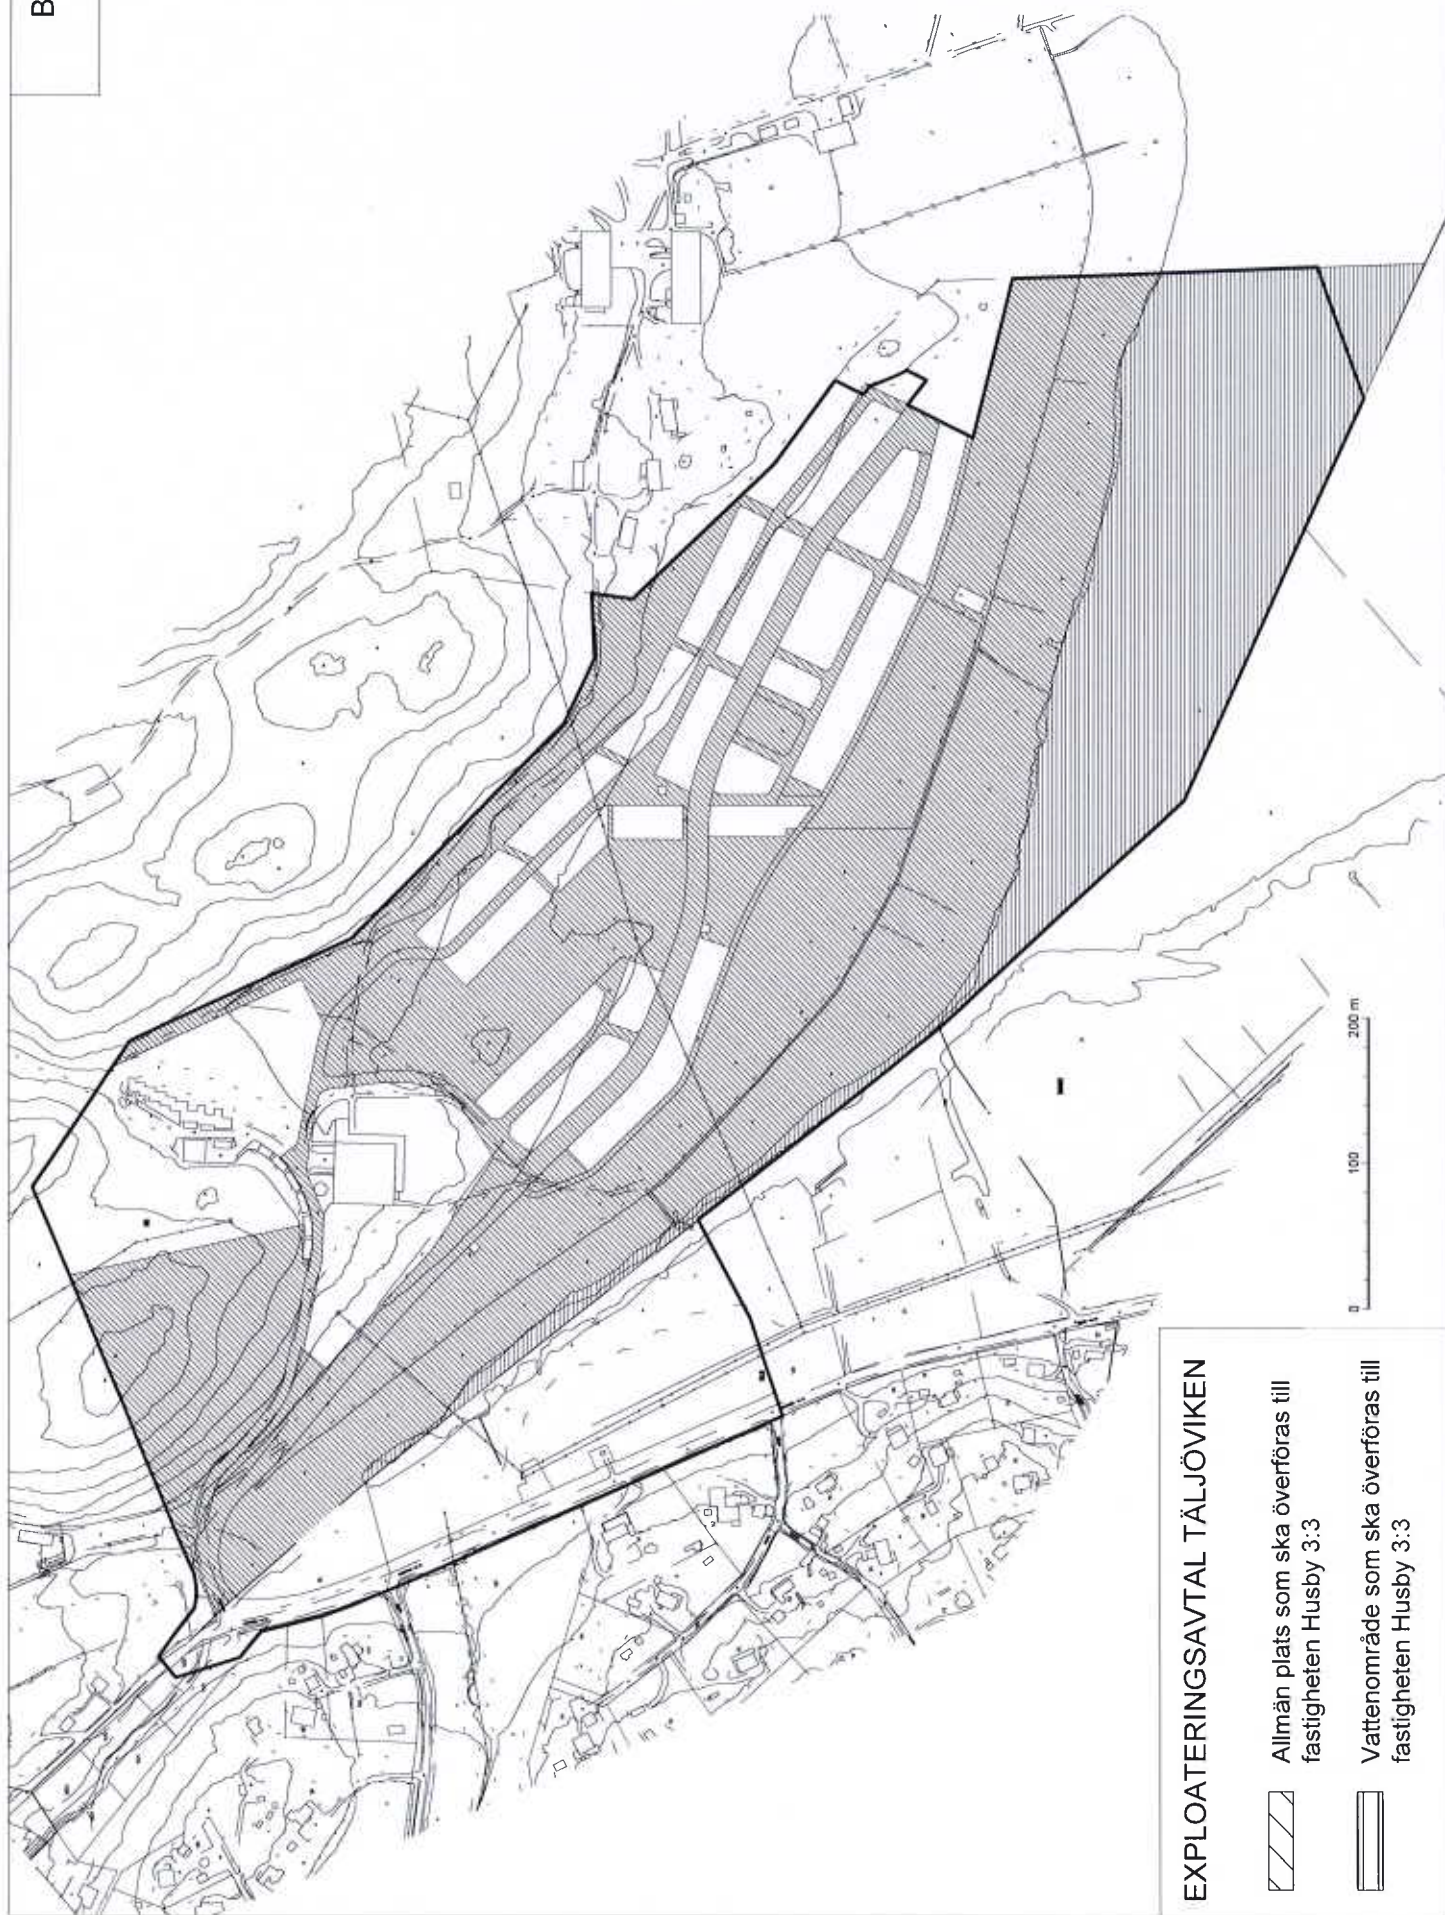 B
EXPLOATERINGSAVTAL TÄLJÖVIKEN
Allmän plats som ska överföras till
fastigheten Husby 3:3
Vattenområde som ska överföras till
fastigheten Husby 3:3
0 100 200 m